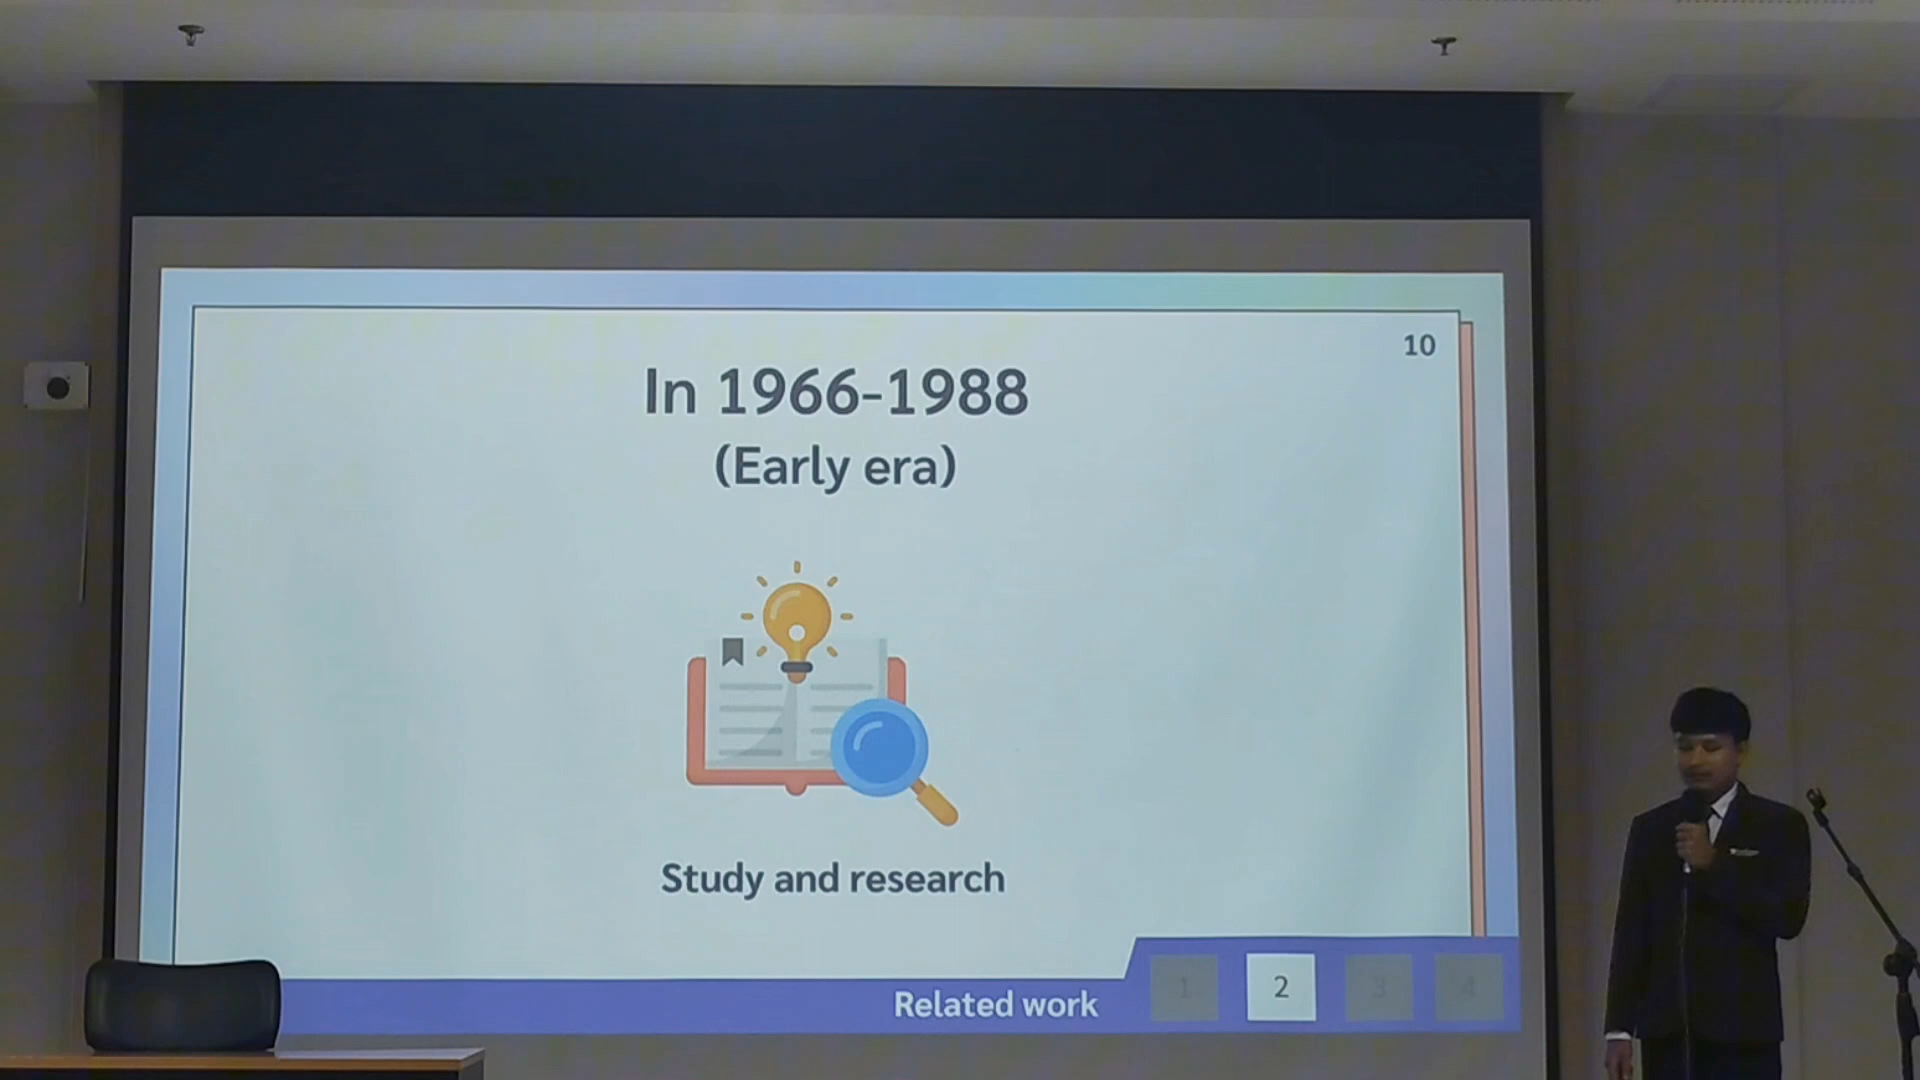 10
In 1966-1988
(Early era)
Study and research
Related work
1
2
3
4